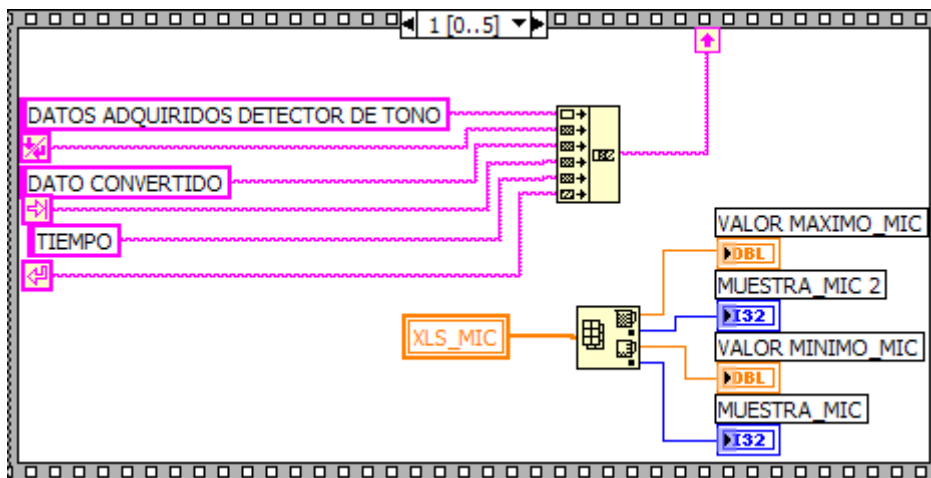 1 [0..5]
DATOS ADQUIRIDOS DETECTOR DE TONO
DATO CONVERTIDO
TIEMPO
XLS_MIC
VALOR MAXIMO_MIC
DBL
MUESTRA_MIC 2
I32
VALOR MINIMO_MIC
DBL
MUESTRA_MIC
I32